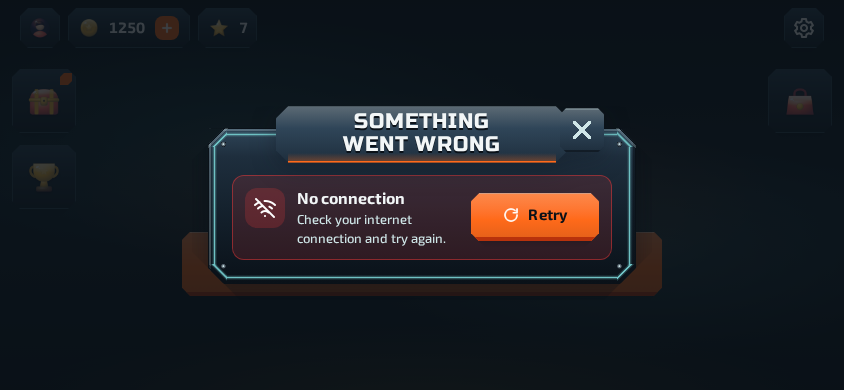 1250
7
SOMETHING
WENT WRONG
No connection
Check your internet
connection and try again.
Retry